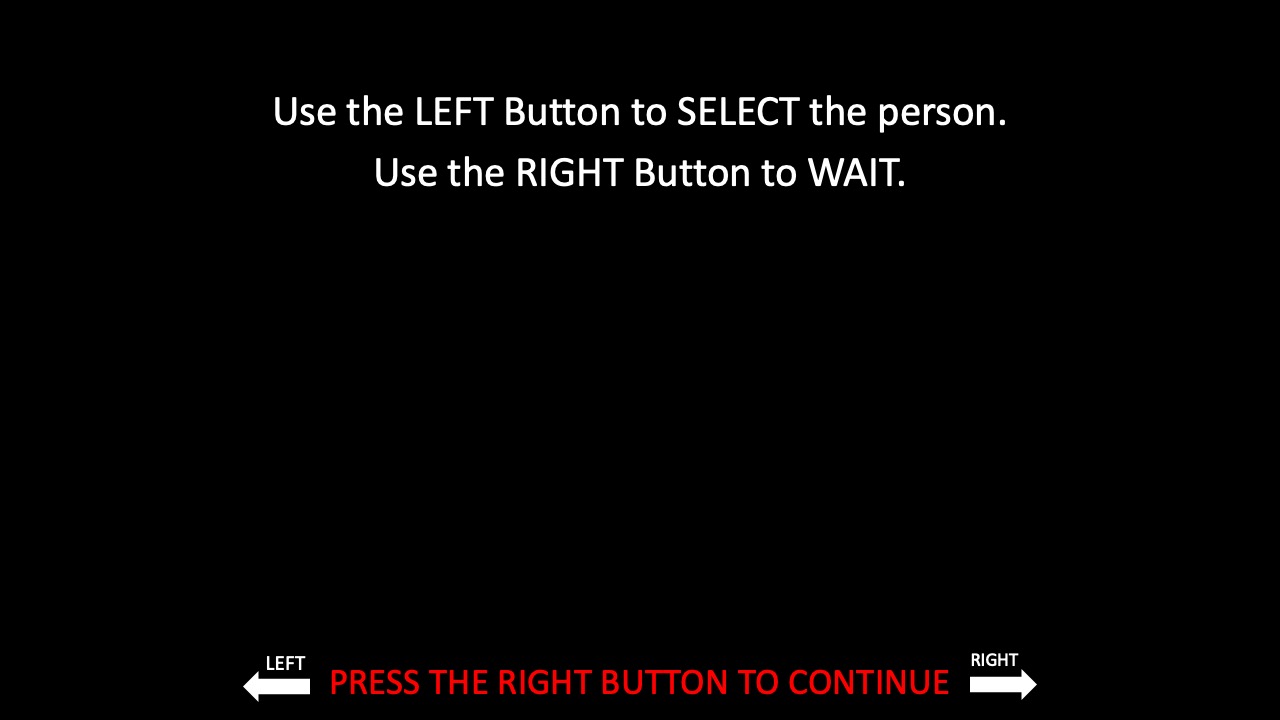 Use the LEFT Button to SELECT the person.
Use the RIGHT Button to WAIT.
LEFT
PRESS THE RIGHT BUTTON TO CONTINUE
RIGHT